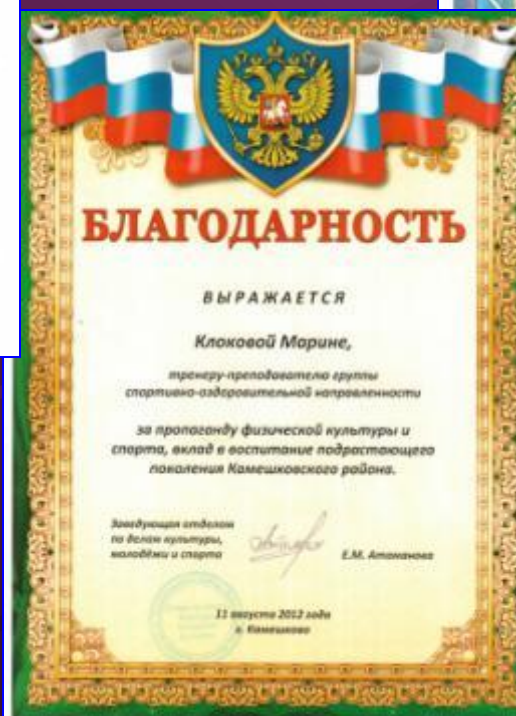 БЛАГОДАРНОСТЬ
ВЫРАЖАЕТСЯ
Клоковой Марине,
тренеру-преподавателю группы
спортивно-оздоровительной направленности
за пропаганду физической культуры и
спорта, вклад в воспитание подрастающего
поколения Камешковского района.
Заведующая отделом
по делам культуры,
молодёжи и спорта
Е.М. Атаманова
11 августа 2012 года
г. Камешково